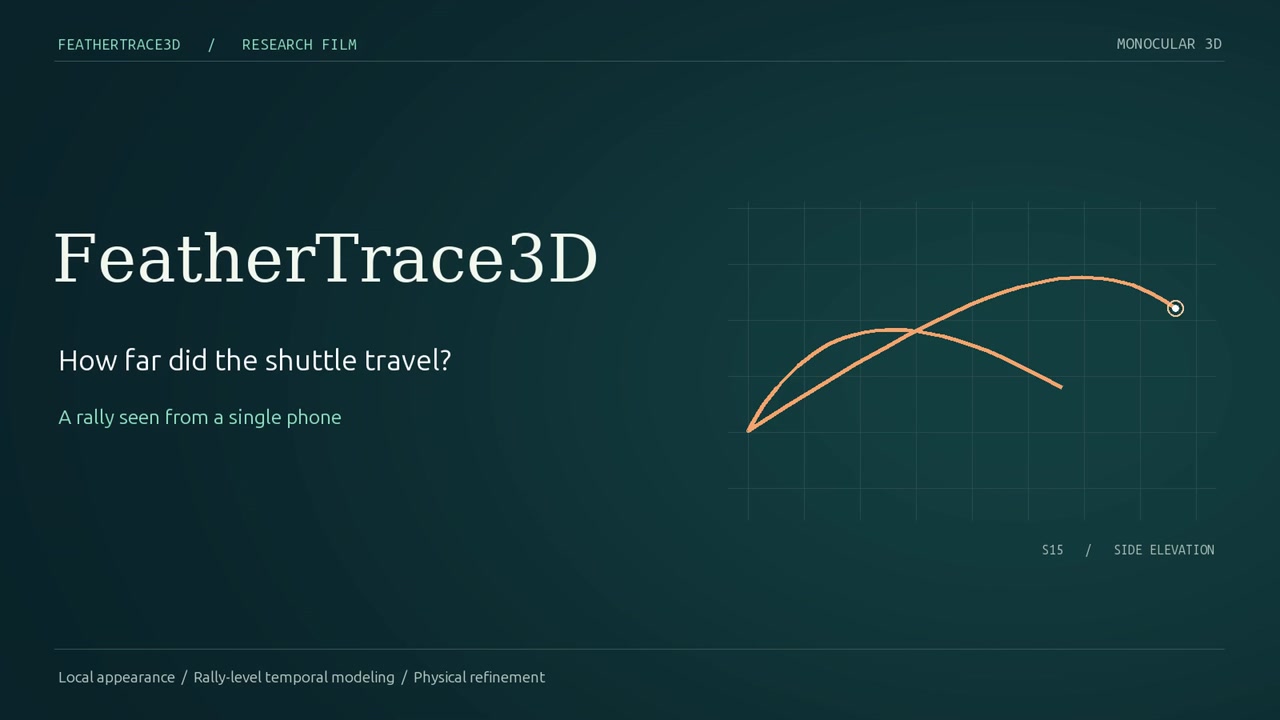 FEATHERTRACE3D / RESEARCH FILM
MONOCULAR 3D
FeatherTrace3D
How far did the shuttle travel?
A rally seen from a single phone
S15 / SIDE ELEVATION
Local appearance / Rally-level temporal modeling / Physical refinement